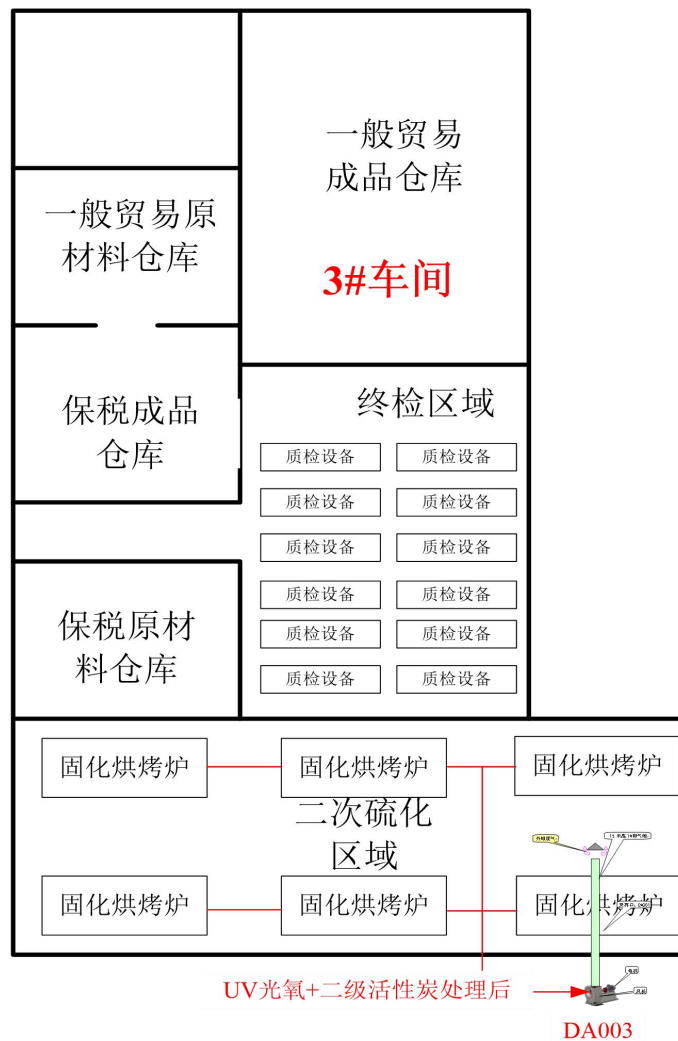 一般贸易
成品仓库
一般贸易原
材料仓库
3#车间
保税成品
仓库
终检区域
质检设备 质检设备
质检设备 质检设备
质检设备 质检设备
质检设备 质检设备
质检设备 质检设备
质检设备 质检设备
保税原材
料仓库
固化烘烤炉 固化烘烤炉 固化烘烤炉
二次硫化
区域
固化烘烤炉 固化烘烤炉 固化烘烤炉
UV光氧+二级活性炭处理后
DA003